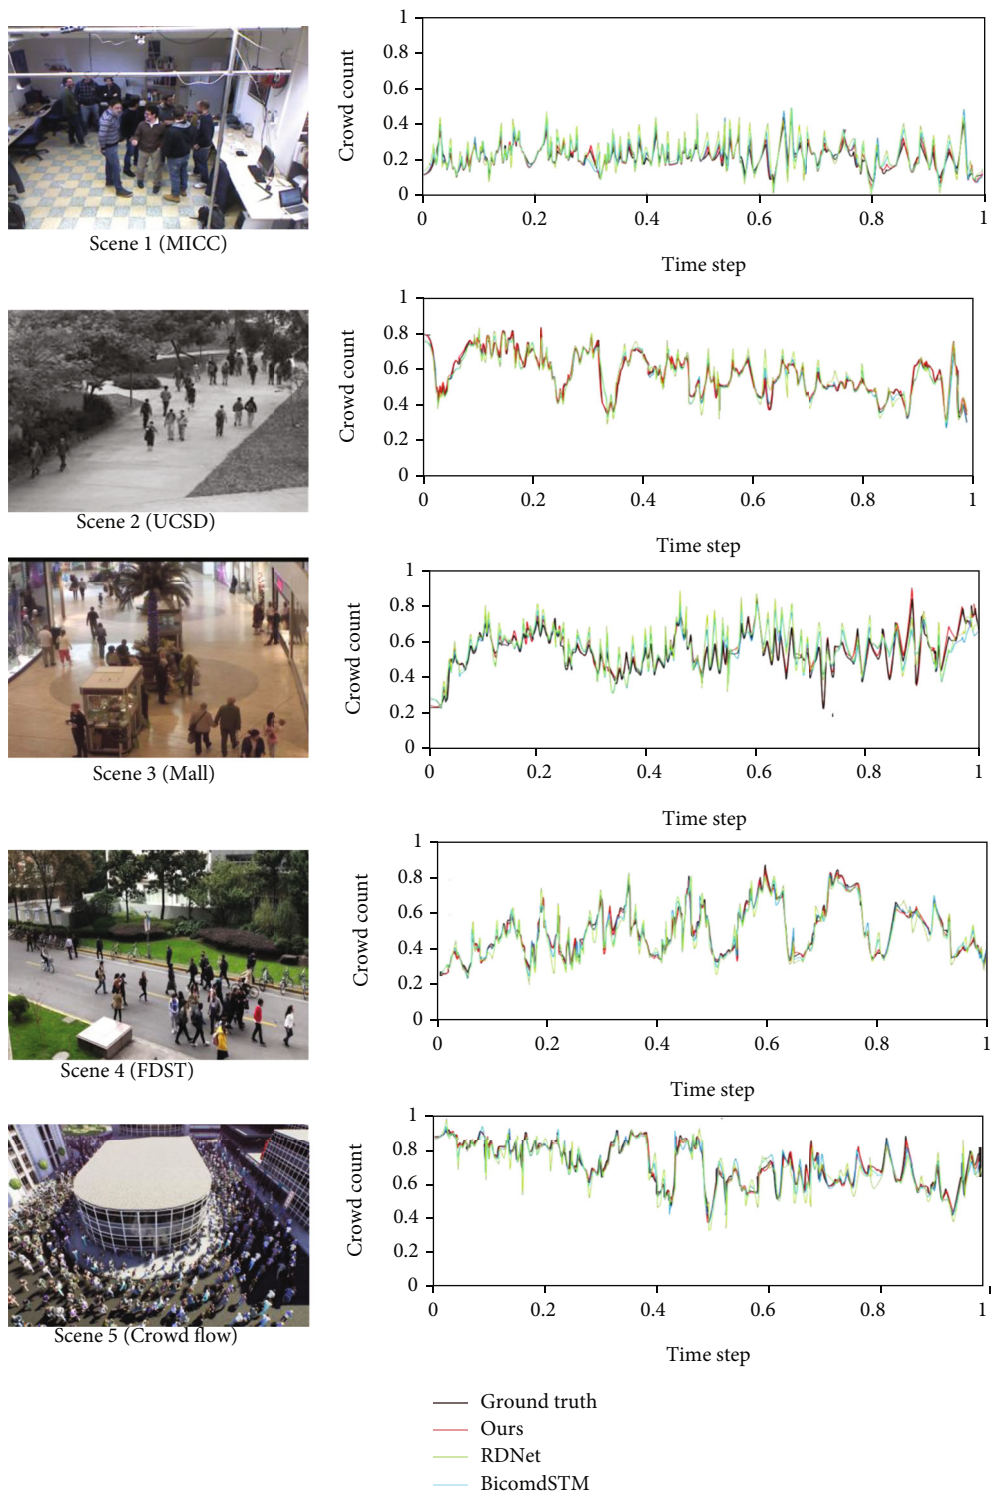 1
0.8
0.6
0.4
0.2
0
Crowd count
0 0.2 0.4 0.6 0.8 1
Time step
Scene 1 (MICC)
1
0.8
0.6
0.4
0.2
0
Crowd count
0 0.2 0.4 0.6 0.8 1
Time step
Scene 2 (UCSD)
1
0.8
0.6
0.4
0.2
0
Crowd count
0 0.2 0.4 0.6 0.8 1
Time step
Scene 3 (Mall)
1
0.8
0.6
0.4
0.2
0
Crowd count
0 0.2 0.4 0.6 0.8 1
Time step
Scene 4 (FDST)
1
0.8
0.6
0.4
0.2
0
Crowd count
0 0.2 0.4 0.6 0.8 1
Time step
Scene 5 (Crowd flow)
Ground truth
Ours
RDNet
BicomdSTM